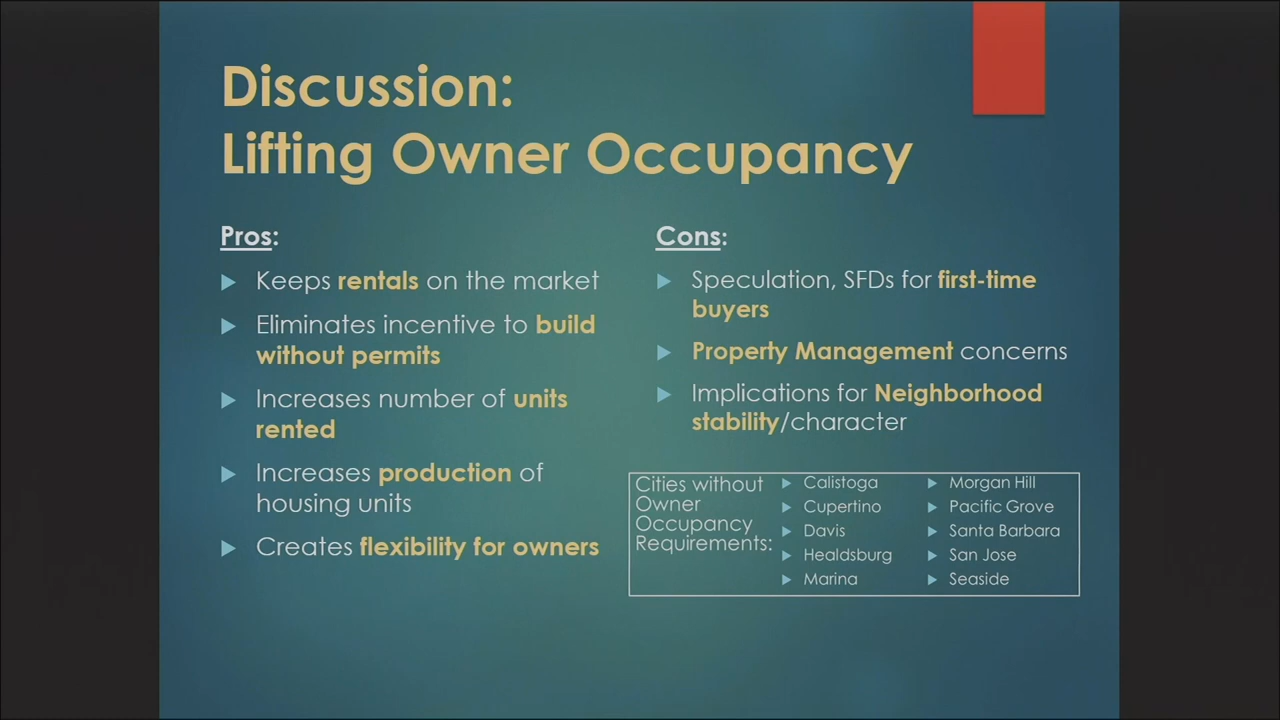 Discussion:
Lifting Owner Occupancy
Pros:
Keeps rentals on the market
Eliminates incentive to build
without permits
Increases number of units
rented
Increases production of
housing units
Creates flexibility for owners
Cons:
Speculation, SFDs for first-time
buyers
Property Management concerns
Implications for Neighborhood
stability/character
Cities without
Owner
Occupancy
Requirements:
Calistoga
Cupertino
Davis
Healdsburg
Marina
Morgan Hill
Pacific Grove
Santa Barbara
San Jose
Seaside